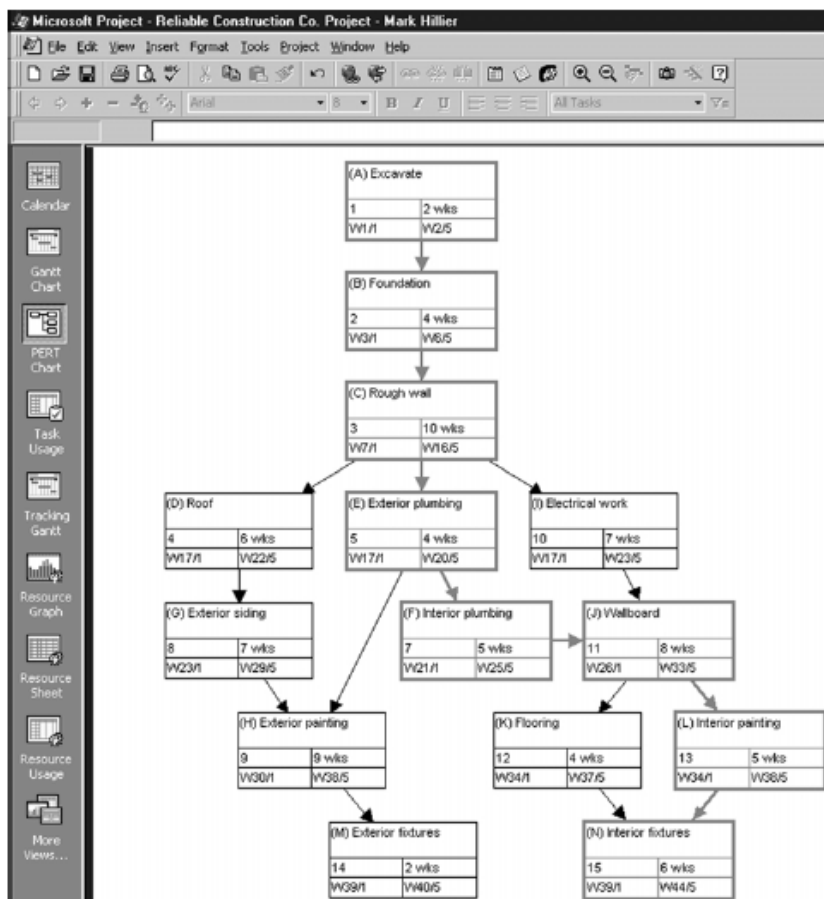 Microsoft Project - Reliable Construction Co. Project - Mark Hillier
File Edit View Insert Format Tools Project Window Help
Arial 8 B I U All Tasks
Calendar
Gantt
Chart
PERT
Chart
Task
Usage
Tracking
Gantt
Resource
Graph
Resource
Sheet
Resource
Usage
More
Views...
(A) Excavate
1 2 wks
W1/1 W2/5
(B) Foundation
2 4 wks
W3/1 W6/5
(C) Rough wall
3 10 wks
W7/1 W16/5
(D) Roof
4 6 wks
W17/1 W22/5
(E) Exterior plumbing
5 4 wks
W17/1 W20/5
(I) Electrical work
10 7 wks
W17/1 W23/5
(G) Exterior siding
8 7 wks
W23/1 W29/5
(F) Interior plumbing
7 5 wks
W21/1 W25/5
(J) Wallboard
11 8 wks
W26/1 W33/5
(H) Exterior painting
9 9 wks
W30/1 W38/5
(K) Flooring
12 4 wks
W34/1 W37/5
(L) Interior painting
13 5 wks
W34/1 W38/5
(M) Exterior fixtures
14 2 wks
W39/1 W40/5
(N) Interior fixtures
15 6 wks
W39/1 W44/5